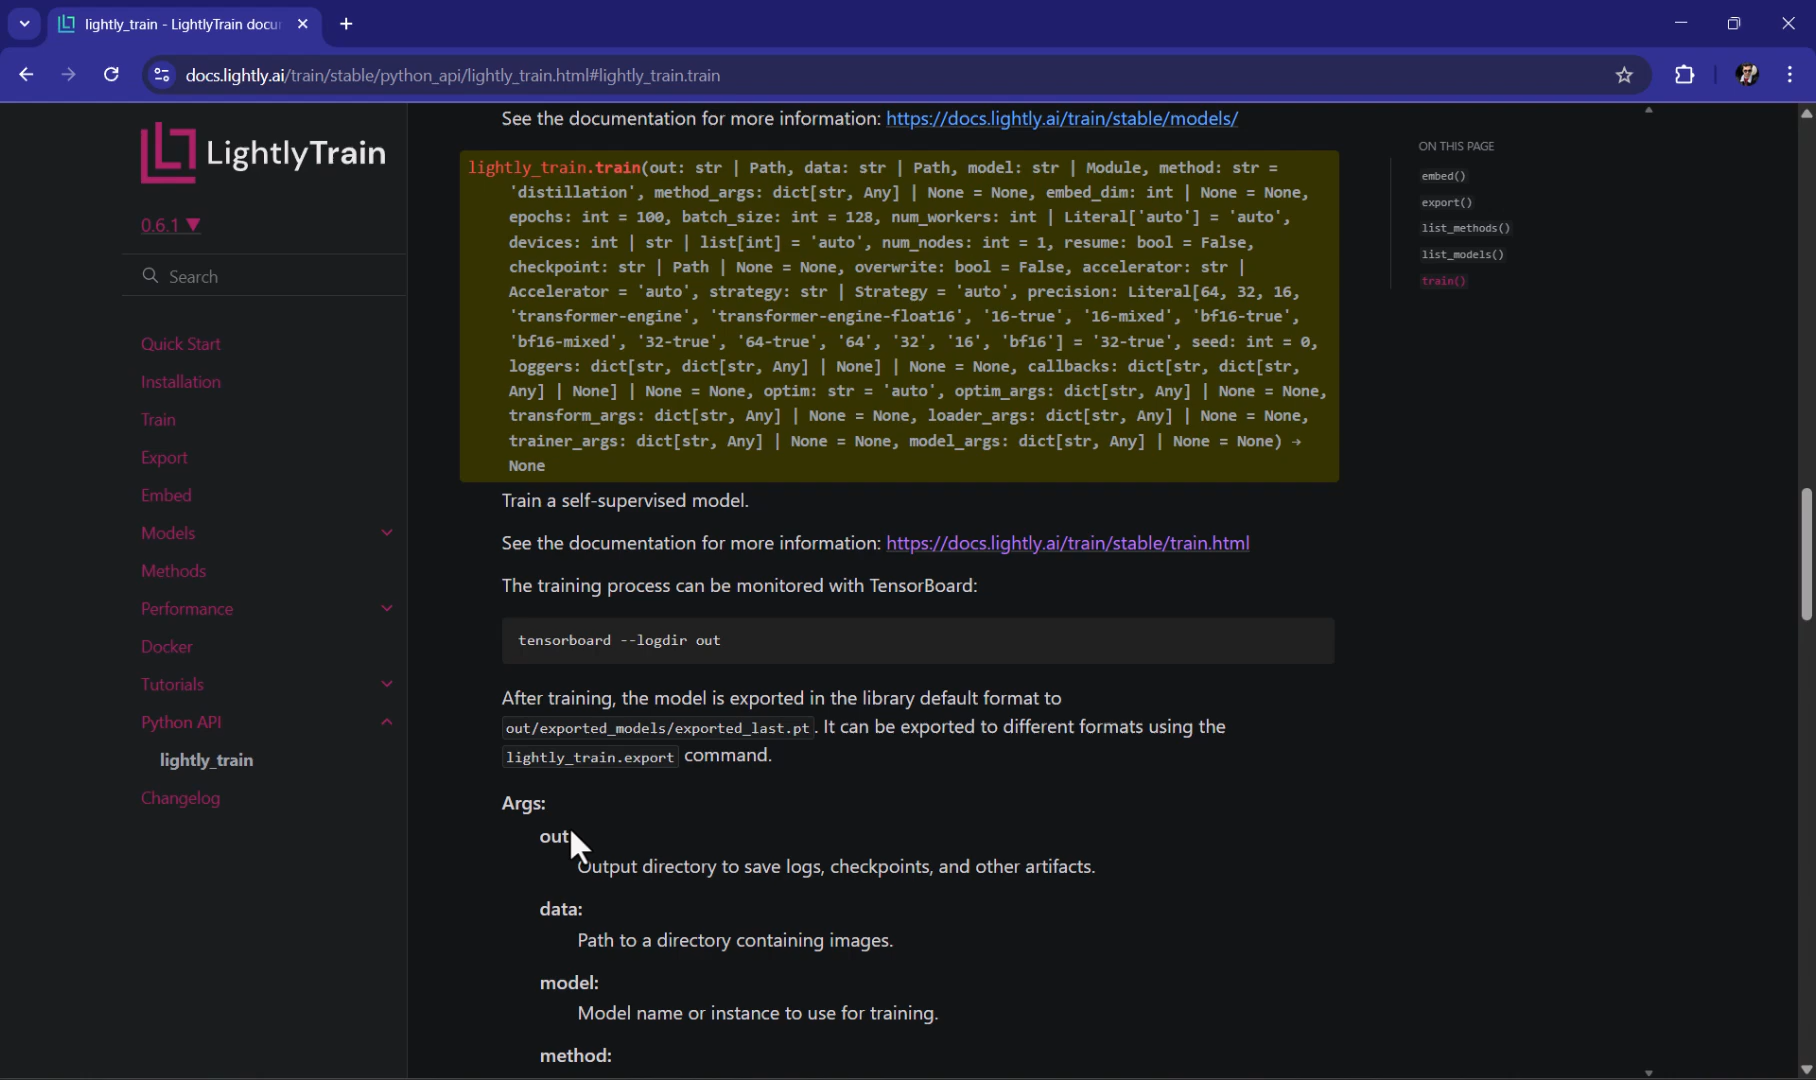 lightly_train - LightlyTrain docu
docs.lightly.ai/train/stable/python_api/lightly_train.html#lightly_train.train
LightlyTrain
0.6.1 ▼
Search
Quick Start
Installation
Train
Export
Embed
Models
Methods
Performance
Docker
Tutorials
Python API
lightly_train
Changelog
See the documentation for more information: https://docs.lightly.ai/train/stable/models/
lightly_train.train(out: str | Path, data: str | Path, model: str | Module, method: str =
'distillation', method_args: dict[str, Any] | None = None, embed_dim: int | None = None,
epochs: int = 100, batch_size: int = 128, num_workers: int | Literal['auto'] = 'auto',
devices: int | str | list[int] = 'auto', num_nodes: int = 1, resume: bool = False,
checkpoint: str | Path | None = None, overwrite: bool = False, accelerator: str |
Accelerator = 'auto', strategy: str | Strategy = 'auto', precision: Literal[64, 32, 16,
'transformer-engine', 'transformer-engine-float16', '16-true', '16-mixed', 'bf16-true',
'bf16-mixed', '32-true', '64-true', '64', '32', '16', 'bf16'] = '32-true', seed: int = 0,
loggers: dict[str, dict[str, Any] | None] | None = None, callbacks: dict[str, dict[str,
Any] | None] | None = None, optim: str = 'auto', optim_args: dict[str, Any] | None = None,
transform_args: dict[str, Any] | None = None, loader_args: dict[str, Any] | None = None,
trainer_args: dict[str, Any] | None = None, model_args: dict[str, Any] | None = None) →
None
Train a self-supervised model.
See the documentation for more information: https://docs.lightly.ai/train/stable/train.html
The training process can be monitored with TensorBoard:
tensorboard --logdir out
After training, the model is exported in the library default format to
out/exported_models/exported_last.pt. It can be exported to different formats using the
lightly_train.export command.
Args:
out
Output directory to save logs, checkpoints, and other artifacts.
data:
Path to a directory containing images.
model:
Model name or instance to use for training.
method:
ON THIS PAGE
embed()
export()
list_methods()
list_models()
train()